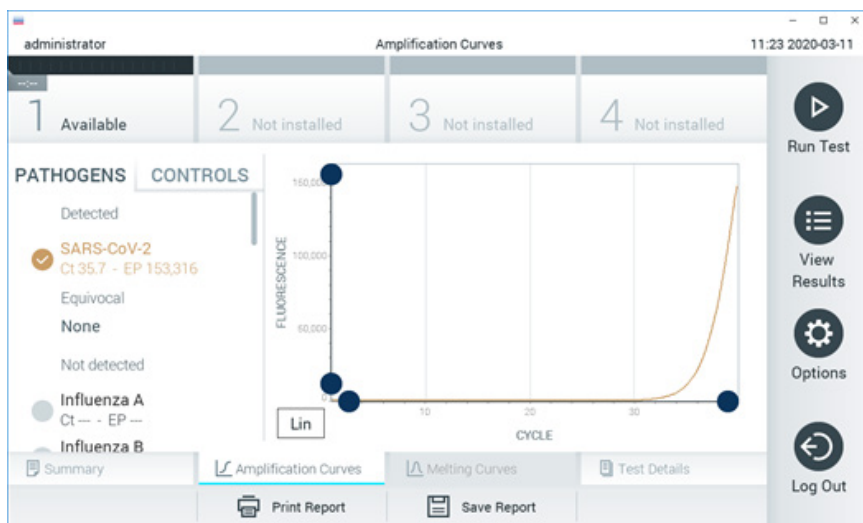 administrator
Amplification Curves
11:23 2020-03-11
--:--
1 Available
2 Not installed
3 Not installed
4 Not installed
Run Test
View
Results
Options
Log Out
PATHOGENS
CONTROLS
Detected
SARS-CoV-2
Ct 35.7 - EP 153,316
Equivocal
None
Not detected
Influenza A
Ct --- - EP ---
Influenza B
FLUORESCENCE
150,000
100,000
50,000
0
10
20
30
CYCLE
Lin
Summary
Amplification Curves
Melting Curves
Test Details
Print Report
Save Report